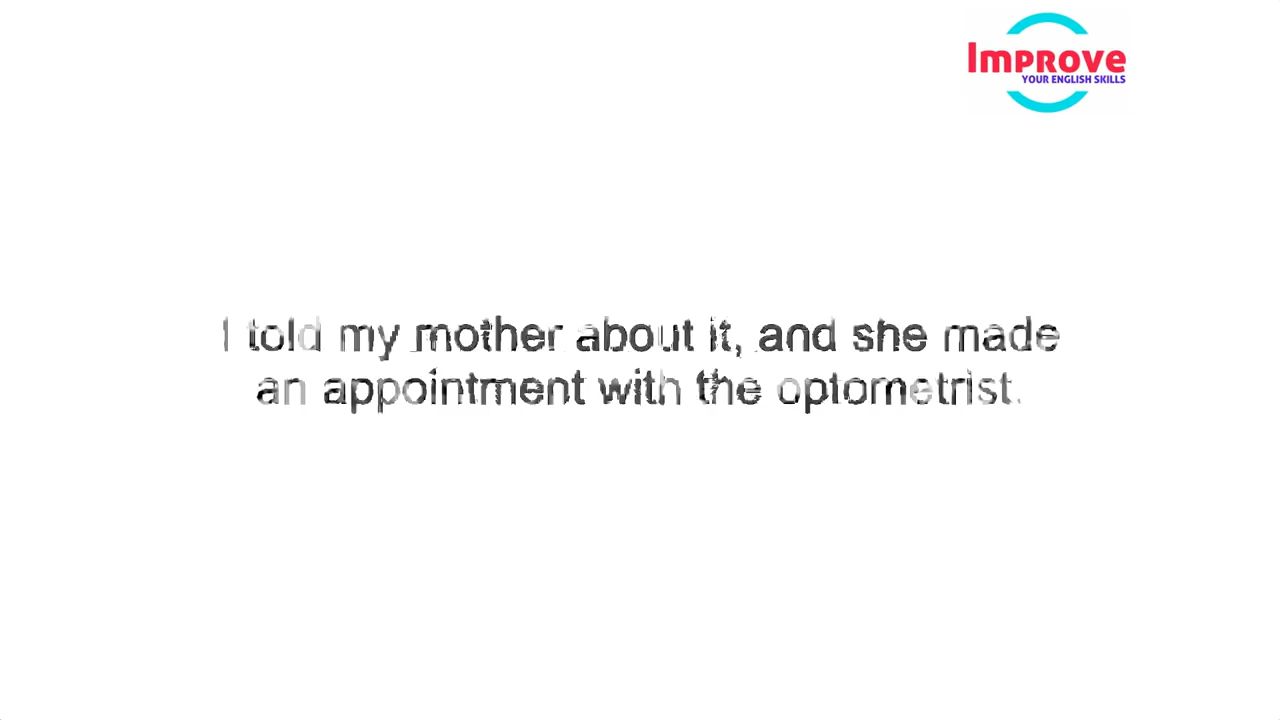 Improve
YOUR ENGLISH SKILLS
I told my mother about it, and she made
an appointment with the optometrist.